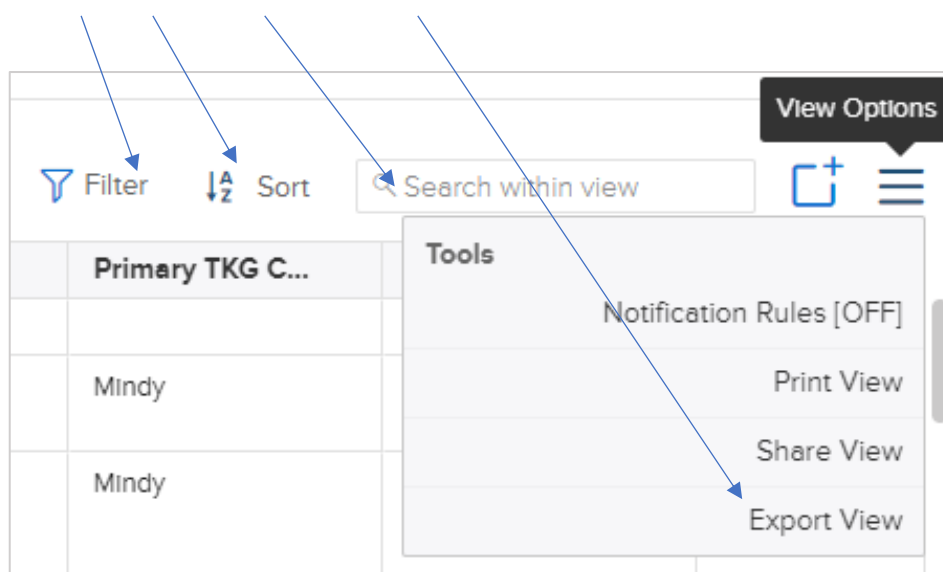 View Options
Filter
Sort
Search within view
Primary TKG C...
Tools
Notification Rules [OFF]
Mindy
Print View
Share View
Mindy
Export View